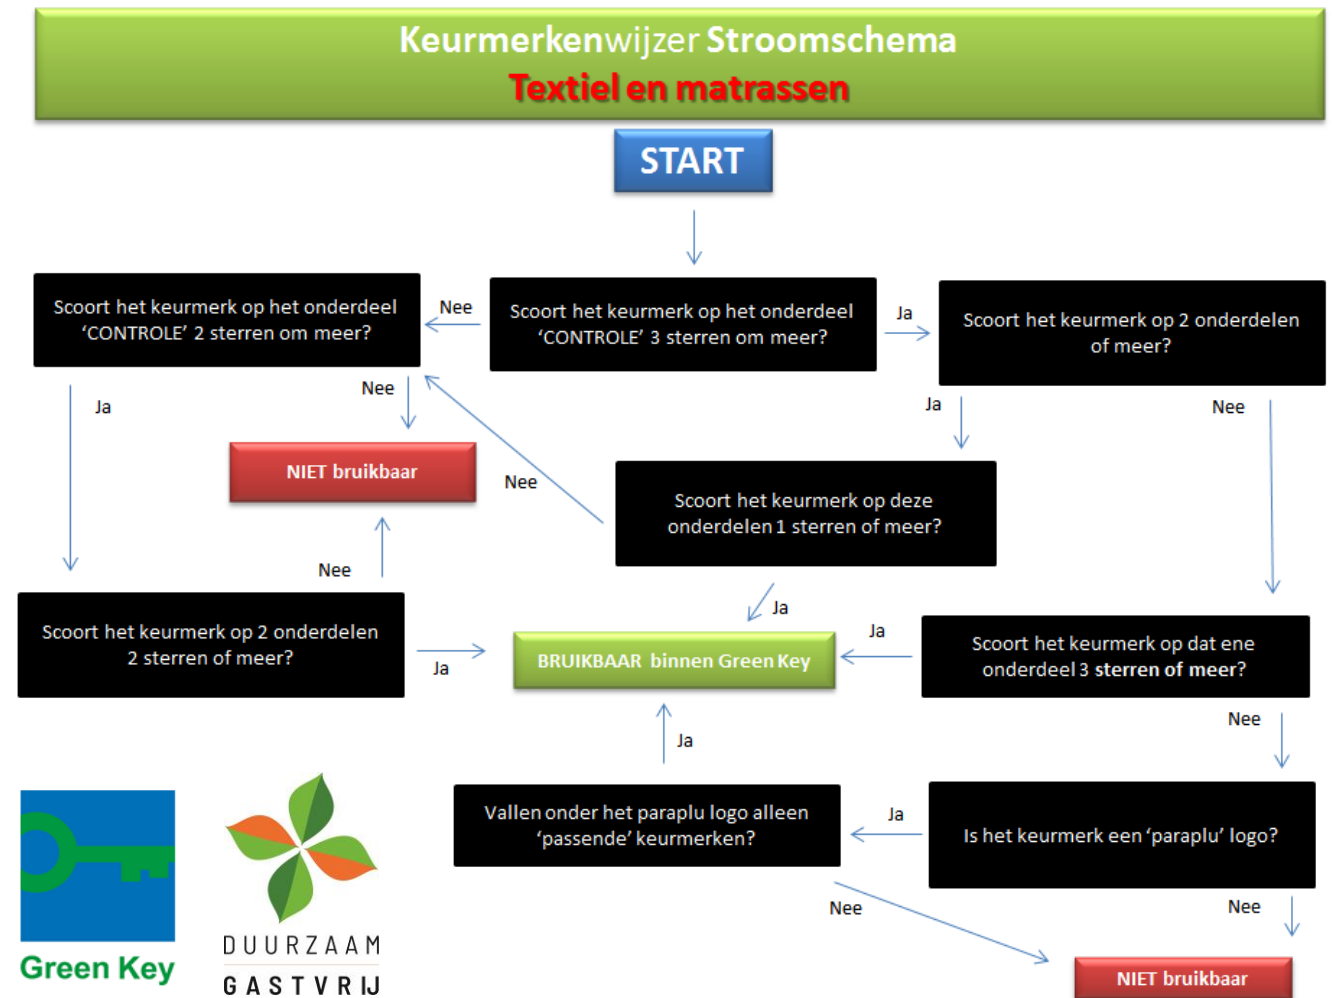 Keurmerkenwijzer Stroomschema
Textiel en matrassen
START
Scoort het keurmerk op het onderdeel
‘CONTROLE’ 2 sterren om meer?
Nee
Scoort het keurmerk op het onderdeel
‘CONTROLE’ 3 sterren om meer?
Ja
Scoort het keurmerk op 2 onderdelen
of meer?
Ja
Nee
Ja
Nee
NIET bruikbaar
Nee
Scoort het keurmerk op deze
onderdelen 1 sterren of meer?
Nee
Ja
Scoort het keurmerk op 2 onderdelen
2 sterren of meer?
Ja
BRUIKBAAR binnen Green Key
Ja
Scoort het keurmerk op dat ene
onderdeel 3 sterren of meer?
Nee
Ja
Vallen onder het paraplu logo alleen
‘passende’ keurmerken?
Ja
Is het keurmerk een ‘paraplu’ logo?
Nee
Nee
NIET bruikbaar
Green Key
DUURZAAM
GASTVRIJ